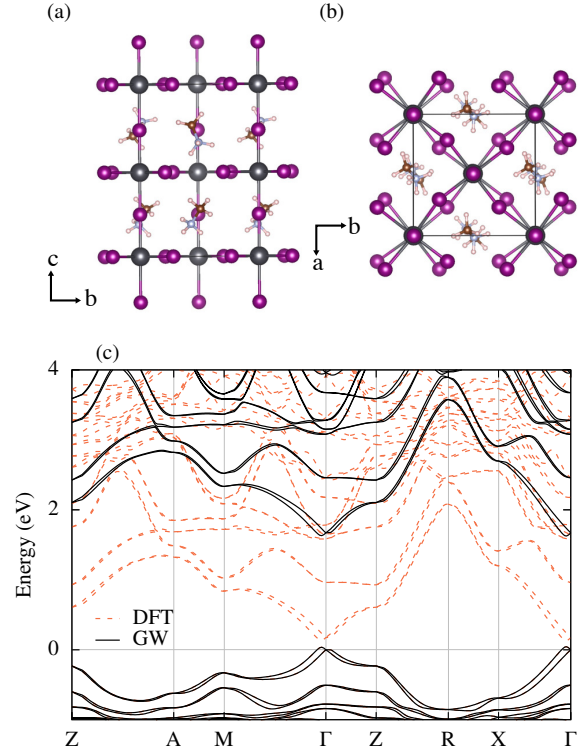 (a)
(b)
c
b
b
a
(c)
4
2
0
Energy (eV)
DFT
GW
Z A M Γ Z R X Γ